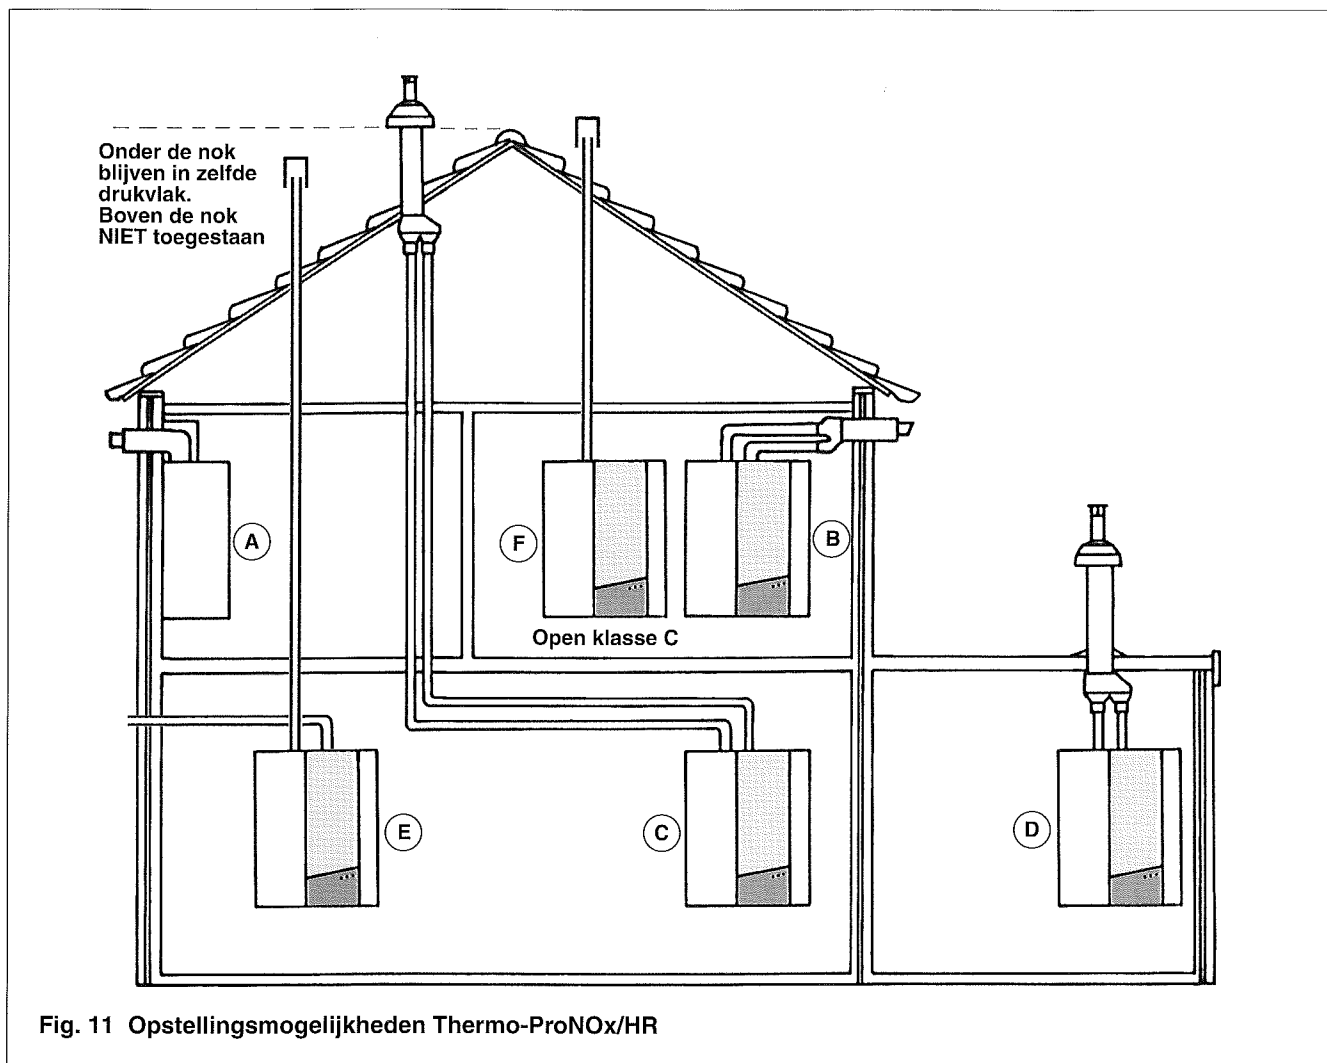 Onder de nok
blijven in zelfde
drukvlak.
Boven de nok
NIET toegestaan
A
F
B
Open klasse C
E
C
D
Fig. 11 Opstellingsmogelijkheden Thermo-ProNOx/HR